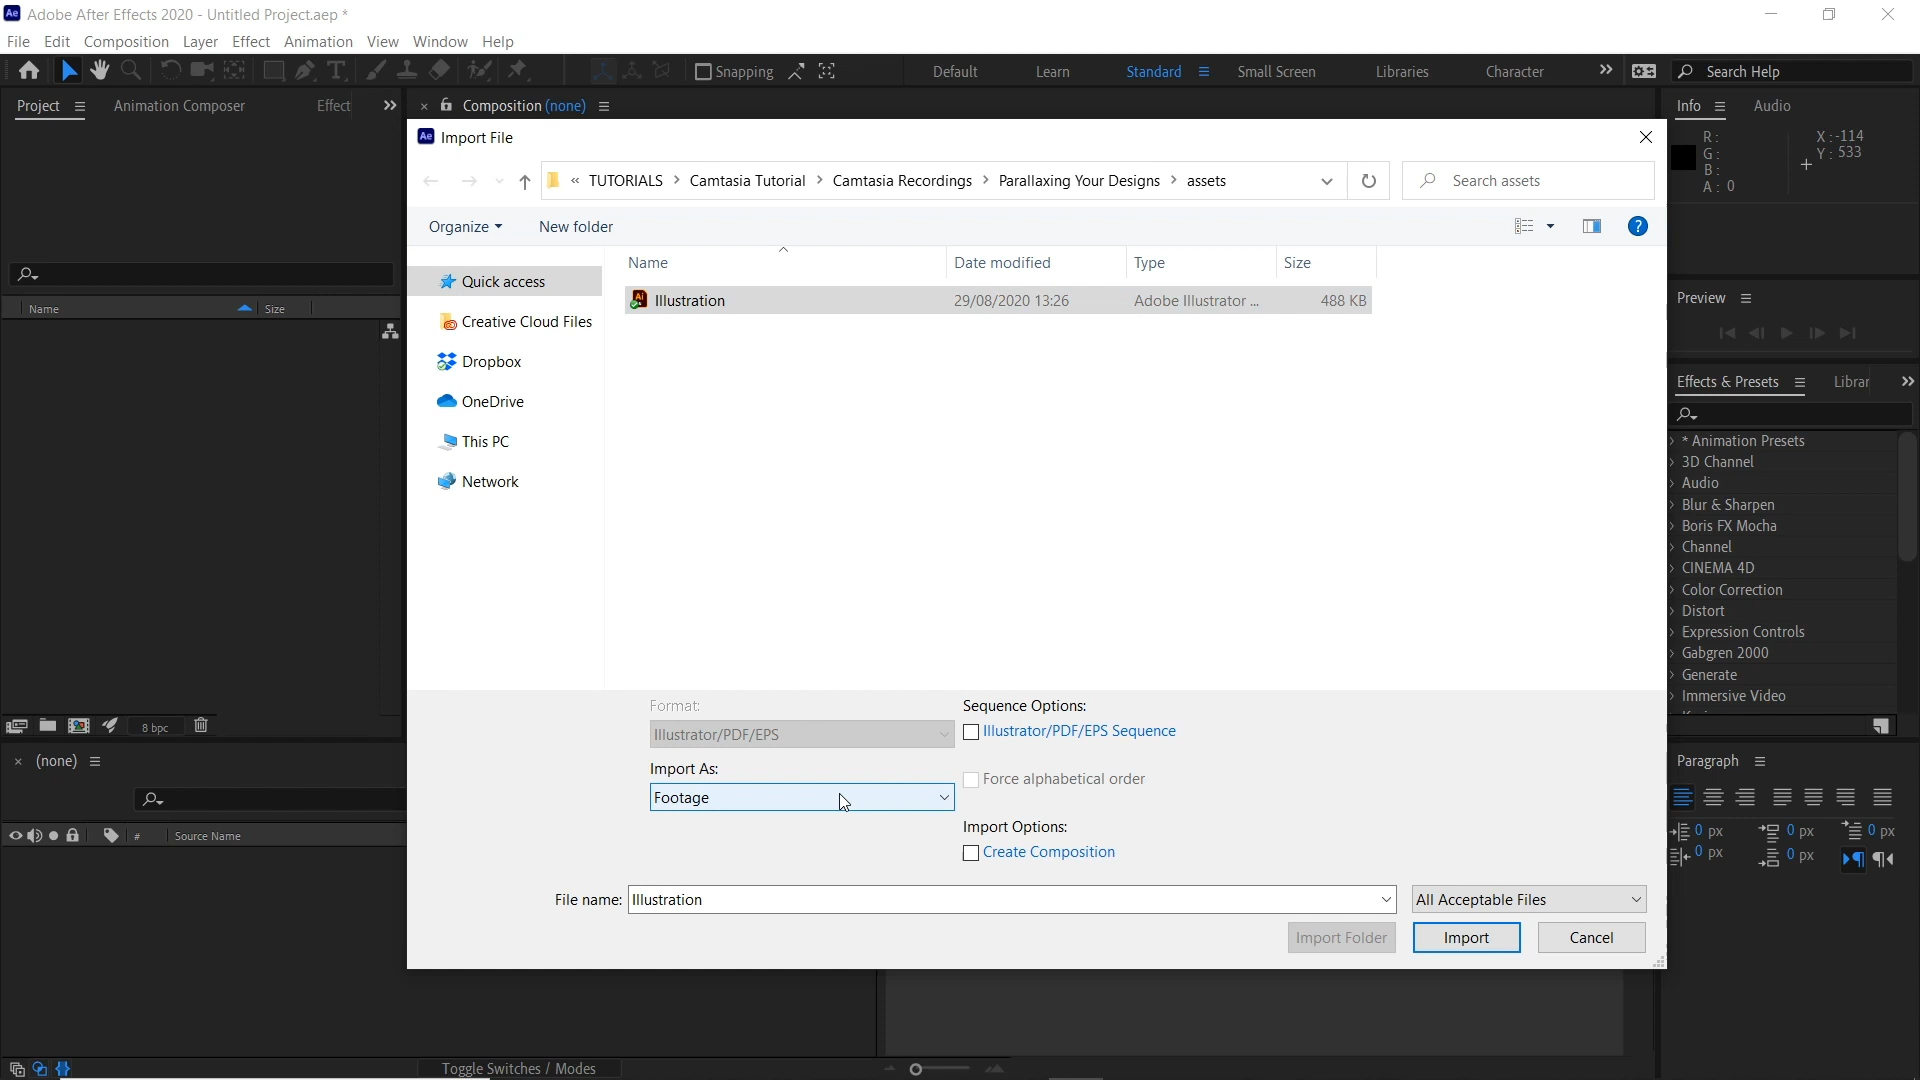 Adobe After Effects 2020 - Untitled Project.aep *
File Edit Composition Layer Effect Animation View Window Help
Snapping Default Learn Standard Small Screen Libraries Character Search Help
Project Animation Composer Effect
Composition (none)
Info Audio
Import File
R: X: -114
G: Y: 533
B:
A: 0
« TUTORIALS > Camtasia Tutorial > Camtasia Recordings > Parallaxing Your Designs > assets
Search assets
Organize New folder
Name Date modified Type Size
Quick access
Illustration 29/08/2020 13:26 Adobe Illustrator ... 488 KB
Creative Cloud Files
Dropbox
OneDrive
This PC
Network
Name Size
Preview
Effects & Presets Librar
* Animation Presets
3D Channel
Audio
Blur & Sharpen
Boris FX Mocha
Channel
CINEMA 4D
Color Correction
Distort
Expression Controls
Gabgren 2000
Generate
Immersive Video
Format:
Illustrator/PDF/EPS
Sequence Options:
Illustrator/PDF/EPS Sequence
Import As:
Footage
Force alphabetical order
Import Options:
Create Composition
File name: Illustration
All Acceptable Files
Import Folder Import Cancel
8 bpc
(none)
# Source Name
Paragraph
0 px 0 px 0 px
0 px 0 px
Toggle Switches / Modes